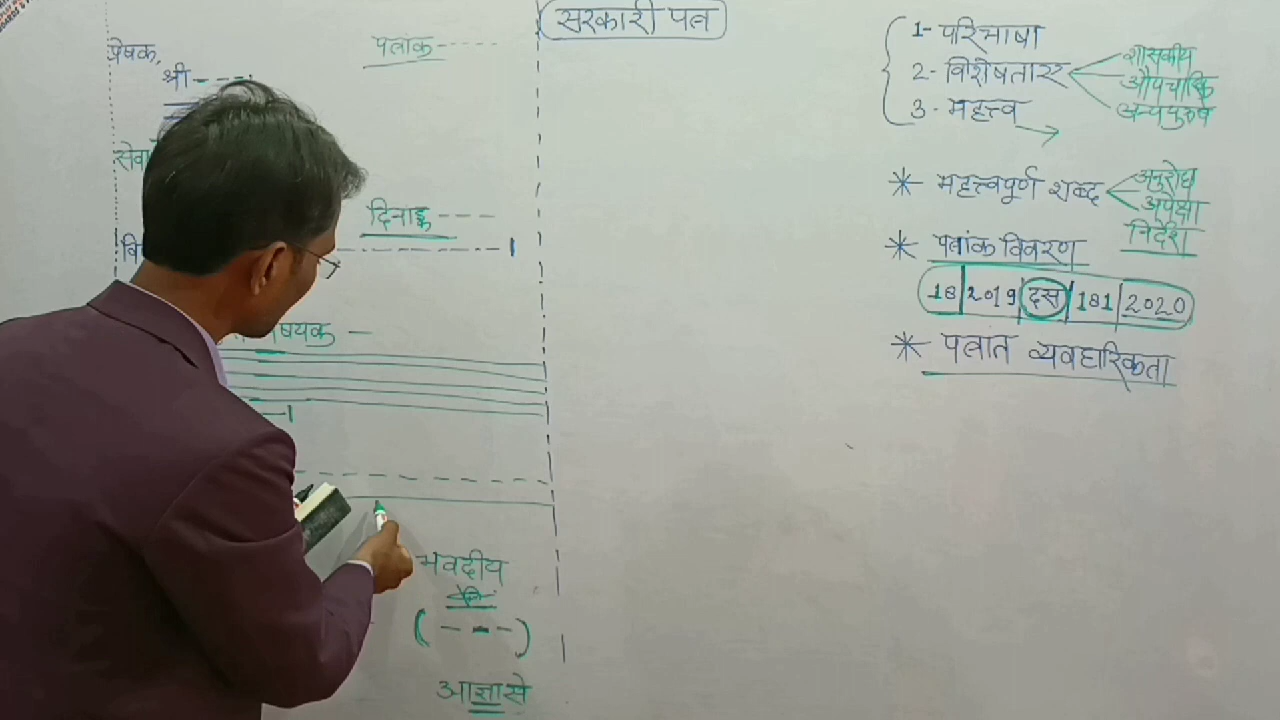 सरकारी पत्र
प्रेषक,
पत्रांक-----
श्री-----
सेवा
दिनाङ्क ----
वि
षयक -
भवदीय
(---)
आज्ञा से
1- परिभाषा
2- विशेषताएँ
शासकीय
औपचारिक
अन्यपुरुष
3- महत्त्व
* महत्त्वपूर्ण शब्द
अनुरोध
अपेक्षा
निर्देश
* पत्रांक विवरण
18|2019|दस|181|2020
* पत्रात व्यवहारिकता